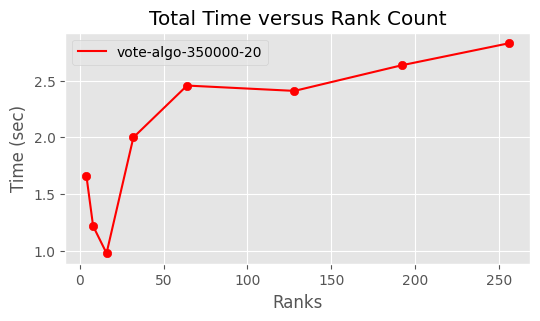 Total Time versus Rank Count
vote-algo-350000-20
Time (sec)
2.5
2.0
1.5
1.0
0 50 100 150 200 250
Ranks